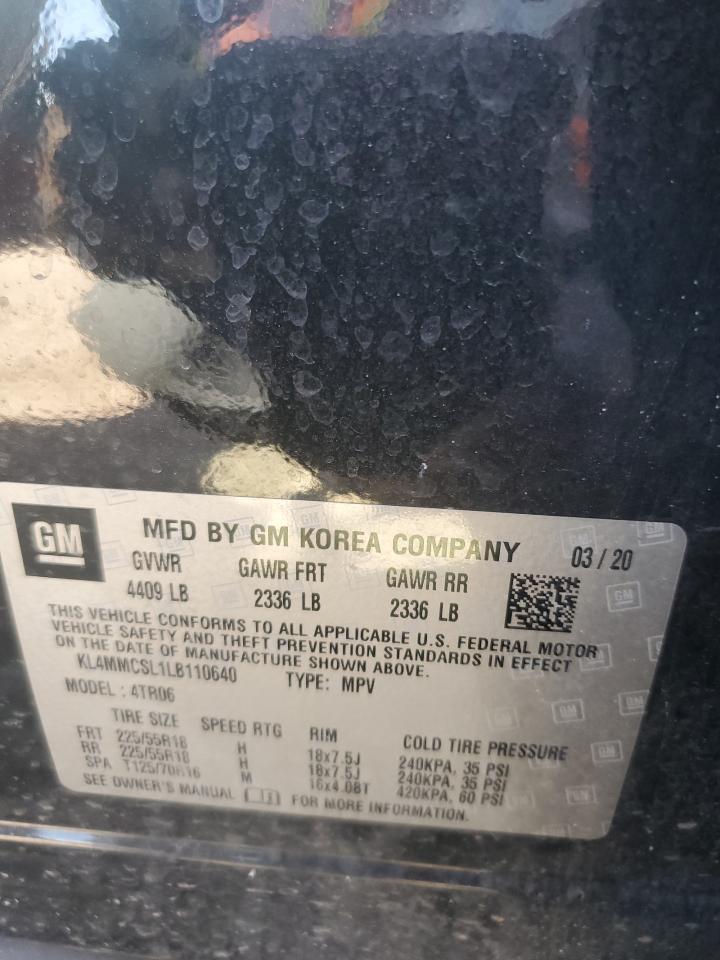 GM MFD BY GM KOREA COMPANY 03/20
GVWR GAWR FRT GAWR RR
4409 LB 2336 LB 2336 LB
THIS VEHICLE CONFORMS TO ALL APPLICABLE U.S. FEDERAL MOTOR
VEHICLE SAFETY AND THEFT PREVENTION STANDARDS IN EFFECT
ON THE DATE OF MANUFACTURE SHOWN ABOVE.
KL4MMCSL1LB110640 TYPE: MPV
MODEL: 4TR06
TIRE SIZE SPEED RTG RIM COLD TIRE PRESSURE
FRT 225/55R18 H 18x7.5J 240KPA, 35 PSI
RR 225/55R18 H 18x7.5J 240KPA, 35 PSI
SPA T125/70R16 M 16x4.0BT 420KPA, 60 PSI
SEE OWNER'S MANUAL FOR MORE INFORMATION.